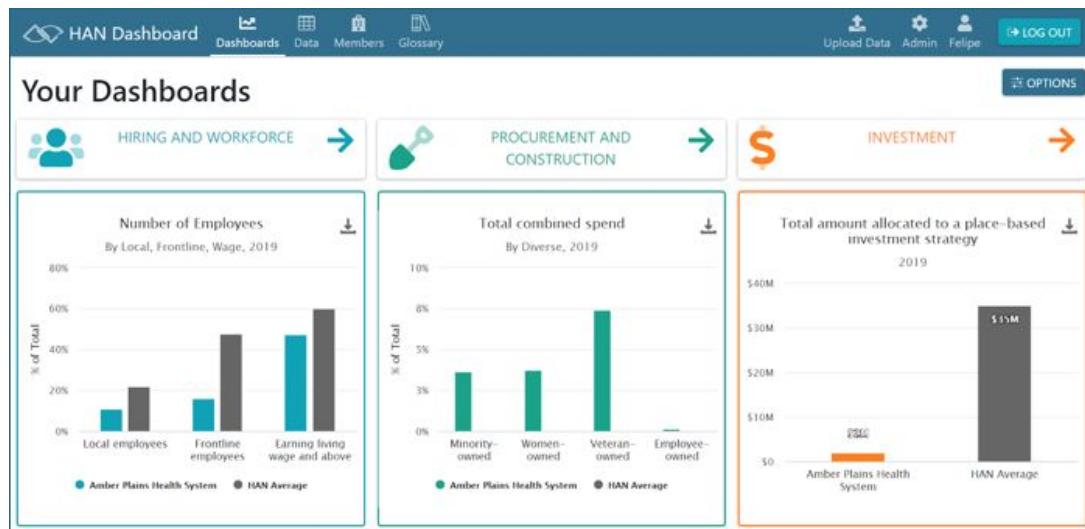 HAN Dashboard
Dashboards
Data
Members
Glossary
Upload Data
Admin
Felipe
LOG OUT
Your Dashboards
OPTIONS
HIRING AND WORKFORCE
PROCUREMENT AND
CONSTRUCTION
INVESTMENT
Number of Employees
By Local, Frontline, Wage, 2019
80%
60%
40%
20%
0%
% of Total
Local employees
Frontline
employees
Earning living
wage and above
Amber Plains Health System
HAN Average
Total combined spend
By Diverse, 2019
10%
8%
5%
3%
0%
% of Total
Minority-
owned
Women-
owned
Veteran-
owned
Employee-
owned
Amber Plains Health System
HAN Average
Total amount allocated to a place-based
investment strategy
2019
$40M
$30M
$20M
$10M
$0
$35M
Amber Plains Health
System
HAN Average